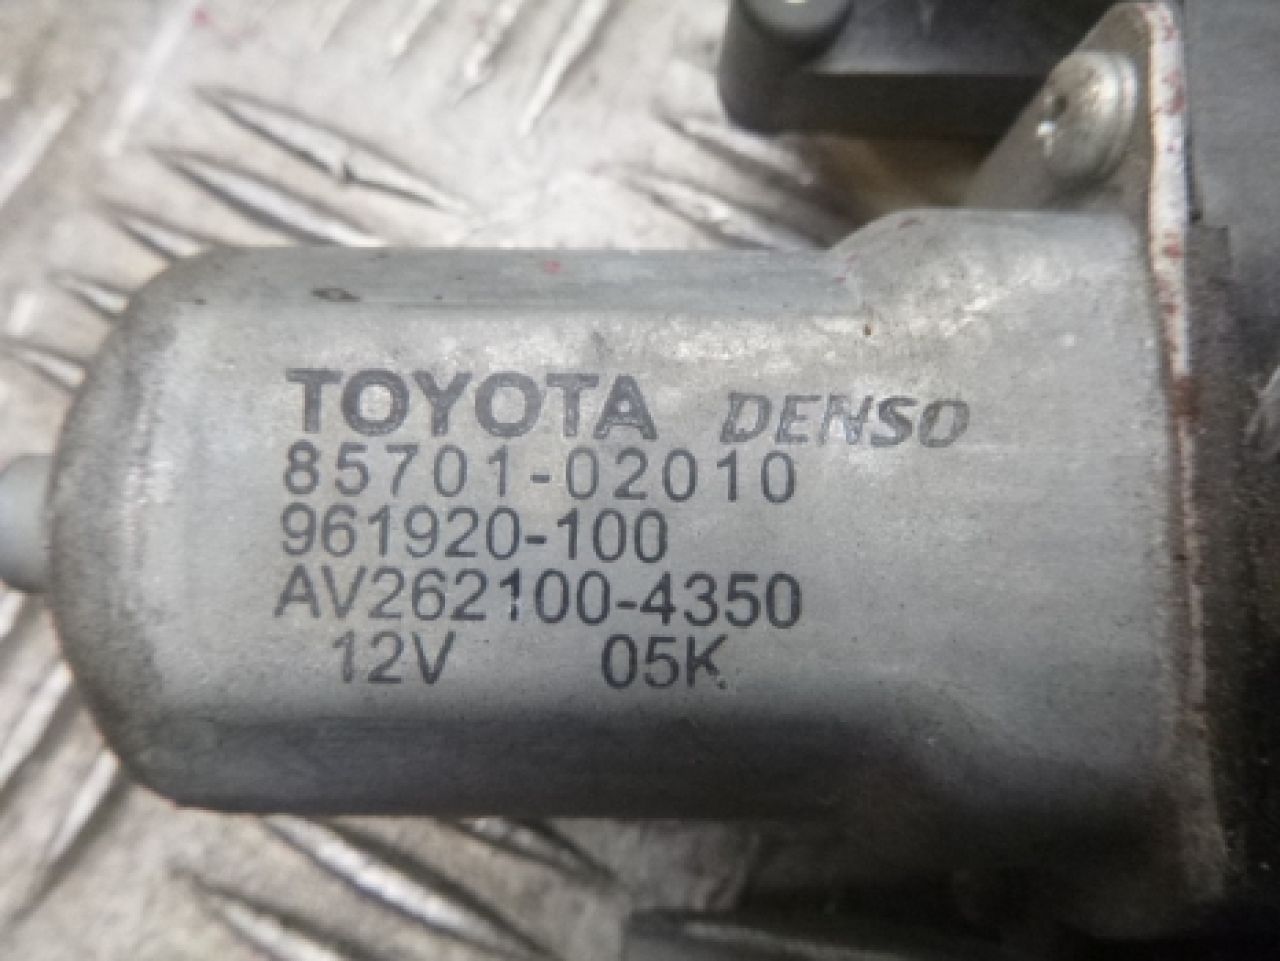 TOYOTA DENSO
85701-02010
961920-100
AV262100-4350
12V 05K